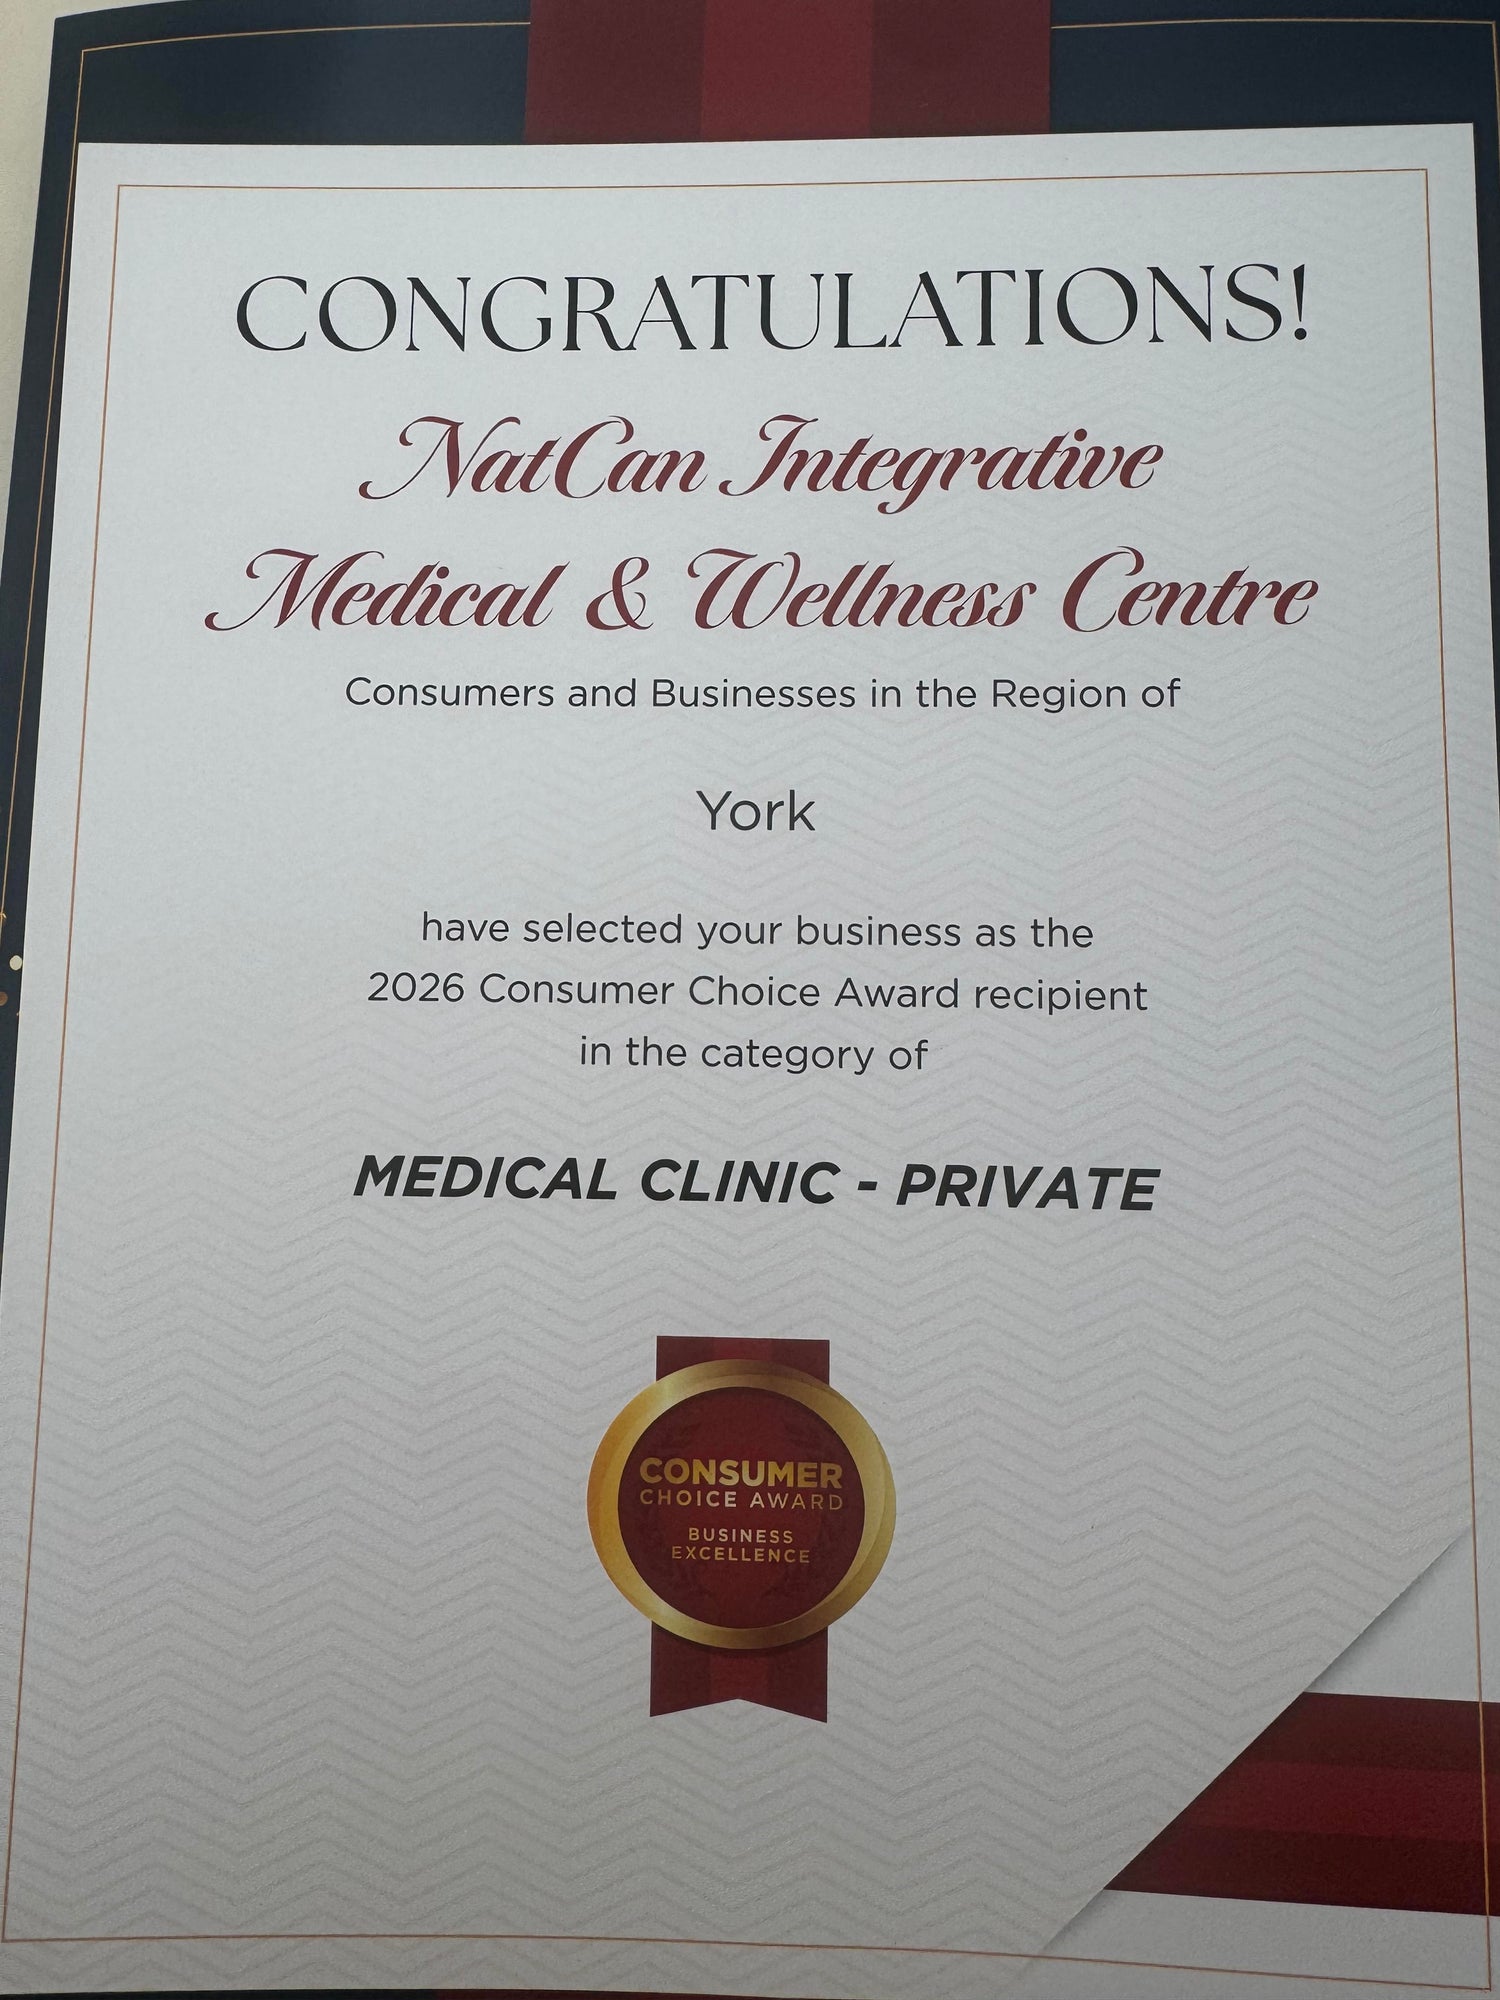 CONGRATULATIONS!
NatCan Integrative
Medical & Wellness Centre
Consumers and Businesses in the Region of
York
have selected your business as the
2026 Consumer Choice Award recipient
in the category of
MEDICAL CLINIC - PRIVATE
CONSUMER
CHOICE AWARD
BUSINESS
EXCELLENCE